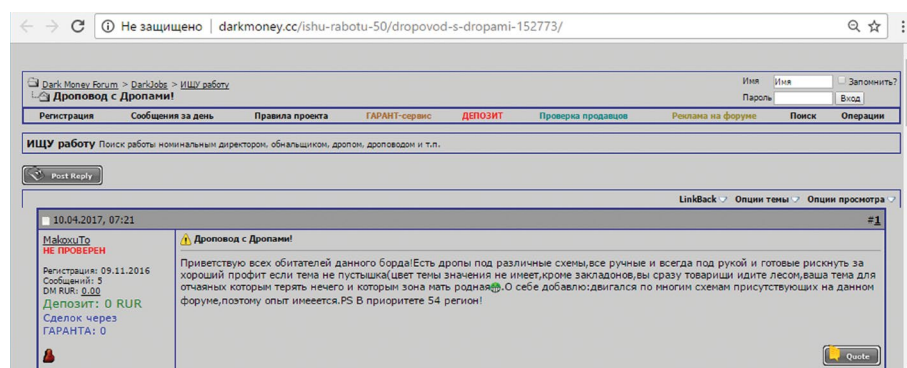 Не защищено | darkmoney.cc/ishu-rabotu-50/dropovod-s-dropami-152773/
Dark Money Forum > DarkJobs > ИЩУ работу
Дроповод с Дропами!
Имя Имя Запомнить?
Пароль Вход
Регистрация Сообщения за день Правила проекта ГАРАНТ-сервис ДЕПОЗИТ Проверка продавцов Реклама на форуме Поиск Операции
ИЩУ работу Поиск работы номинальным директором, обнальщиком, дропом, дроповодом и т.п.
Post Reply
LinkBack Опции темы Опции просмотра
10.04.2017, 07:21 #1
MakoxuTo
НЕ ПРОВЕРЕН
Регистрация: 09.11.2016
Сообщений: 5
DM RUR: 0.00
Депозит: 0 RUR
Сделок через
ГАРАНТА: 0
Дроповод с Дропами!
Приветствую всех обитателей данного борда!Есть дропы под различные схемы,все ручные и всегда под рукой и готовые рискнуть за
хороший профит если тема не пустышка(цвет темы значения не имеет,кроме закладонов,вы сразу товарищи идите лесом,ваша тема для
отчаяных которым терять нечего и которым зона мать родная.О себе добавлю:двигался по многим схемам присутствующих на данном
форуме,поэтому опыт имееется.PS В приоритете 54 регион!
Quote